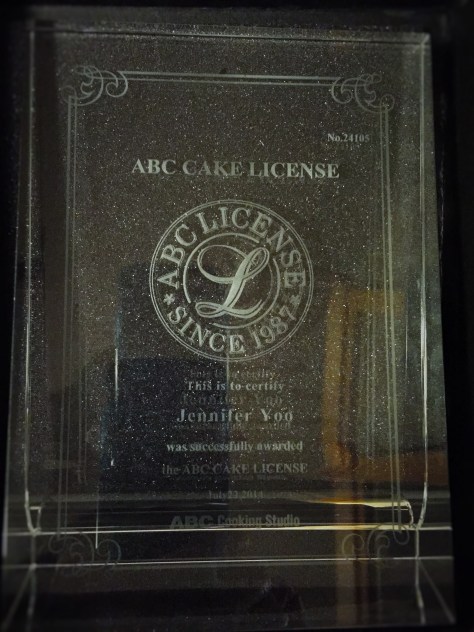 No.24105
ABC CAKE LICENSE
ABC LICENSE
L
SINCE 1987
This is to certify
Jennifer Yoo
was successfully awarded
the ABC CAKE LICENSE
ABC Cooking Studio